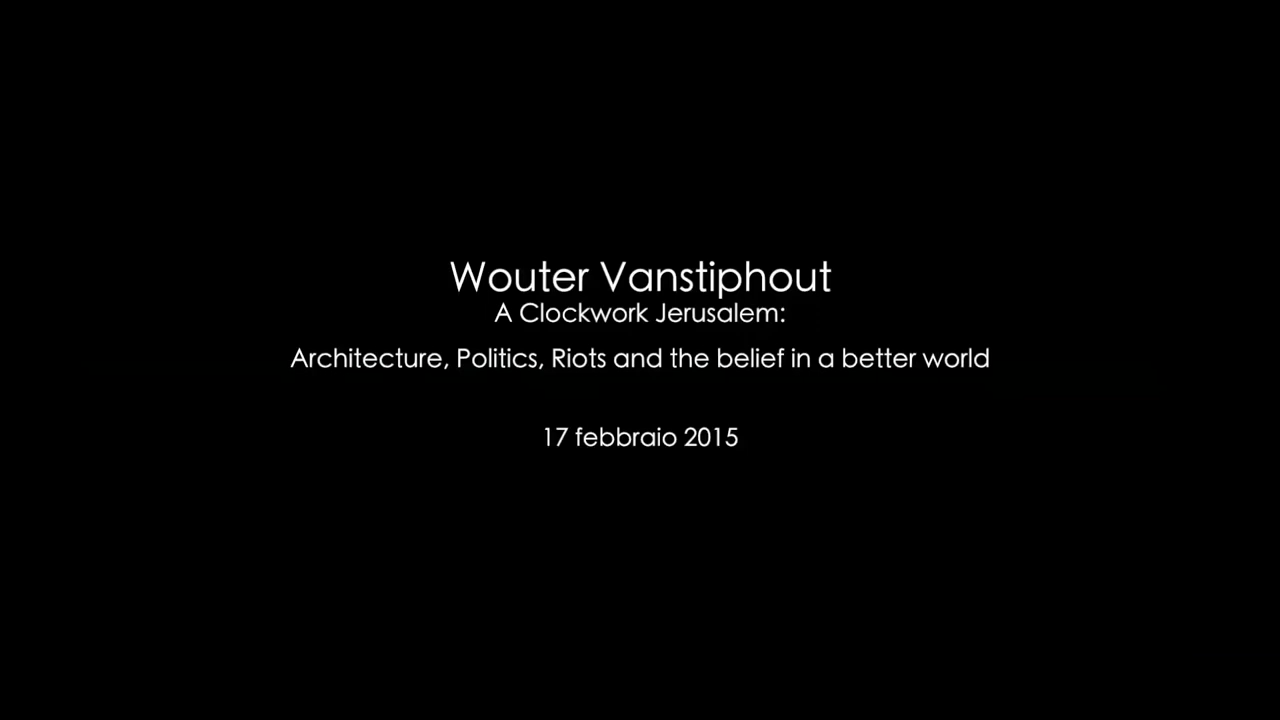 Wouter Vanstiphout
A Clockwork Jerusalem:
Architecture, Politics, Riots and the belief in a better world
17 febbraio 2015